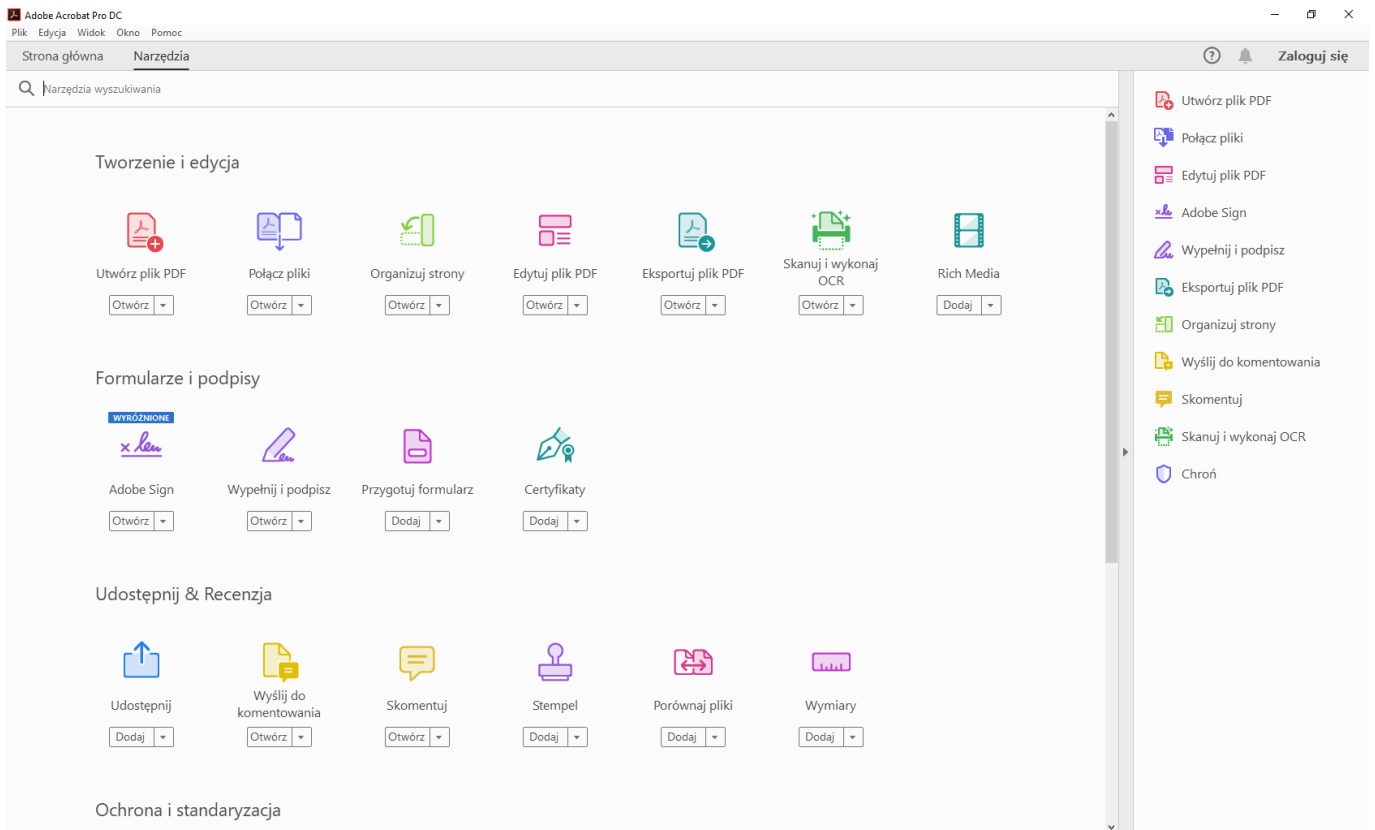 Adobe Acrobat Pro DC
Plik Edycja Widok Okno Pomoc
Strona główna Narzędzia Zaloguj się
Narzędzia wyszukiwania
Tworzenie i edycja
Utwórz plik PDF
Otwórz
Połącz pliki
Otwórz
Organizuj strony
Otwórz
Edytuj plik PDF
Otwórz
Eksportuj plik PDF
Otwórz
Skanuj i wykonaj
OCR
Otwórz
Rich Media
Dodaj
Formularze i podpisy
WYRÓŻNIONE
Adobe Sign
Otwórz
Wypełnij i podpisz
Otwórz
Przygotuj formularz
Dodaj
Certyfikaty
Dodaj
Udostępnij & Recenzja
Udostępnij
Dodaj
Wyślij do
komentowania
Otwórz
Skomentuj
Otwórz
Stempel
Dodaj
Porównaj pliki
Dodaj
Wymiary
Dodaj
Ochrona i standaryzacja
Utwórz plik PDF
Połącz pliki
Edytuj plik PDF
Adobe Sign
Wypełnij i podpisz
Eksportuj plik PDF
Organizuj strony
Wyślij do komentowania
Skomentuj
Skanuj i wykonaj OCR
Chroń